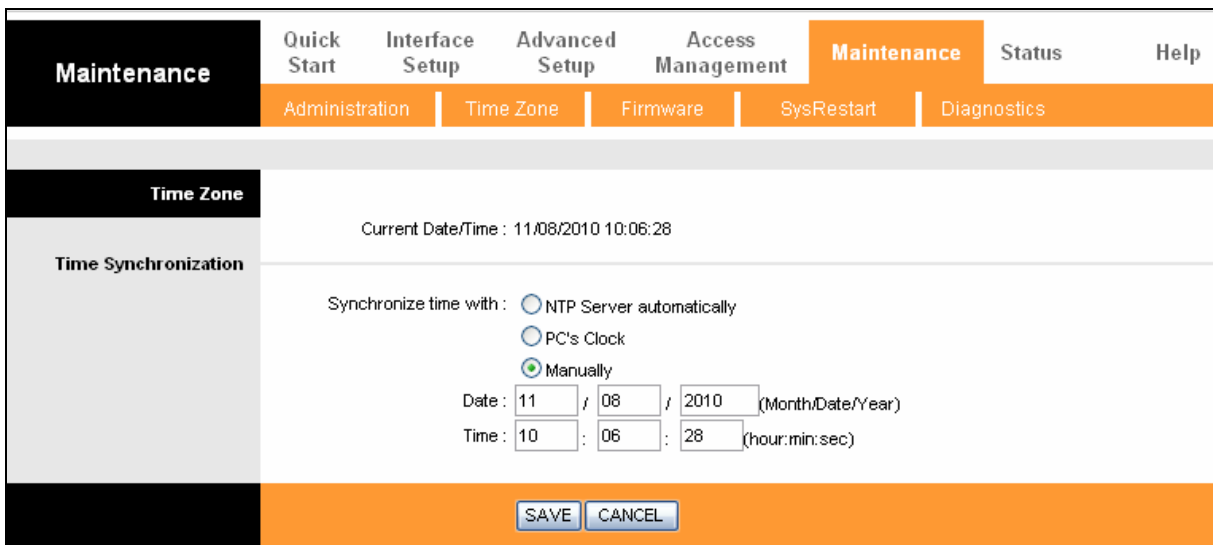 Maintenance
Quick Start Interface Setup Advanced Setup Access Management Maintenance Status Help
Administration Time Zone Firmware SysRestart Diagnostics
Time Zone
Current Date/Time : 11/08/2010 10:06:28
Time Synchronization
Synchronize time with : NTP Server automatically
PC's Clock
Manually
Date : 11 / 08 / 2010 (Month/Date/Year)
Time : 10 : 06 : 28 (hour:min:sec)
SAVE CANCEL